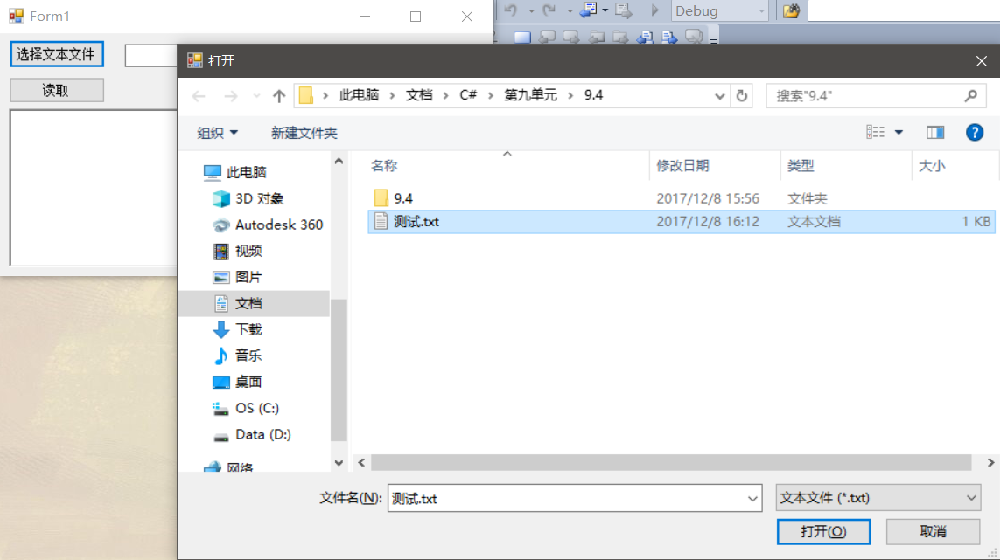 Form1
Debug
选择文本文件
读取
打开
此电脑 文档 C# 第九单元 9.4
搜索"9.4"
组织 新建文件夹
名称 修改日期 类型 大小
此电脑
3D 对象
Autodesk 360
视频
图片
文档
下载
音乐
桌面
OS (C:)
Data (D:)
网络
9.4 2017/12/8 15:56 文件夹
测试.txt 2017/12/8 16:12 文本文档 1 KB
文件名(N): 测试.txt 文本文件 (*.txt)
打开(O) 取消